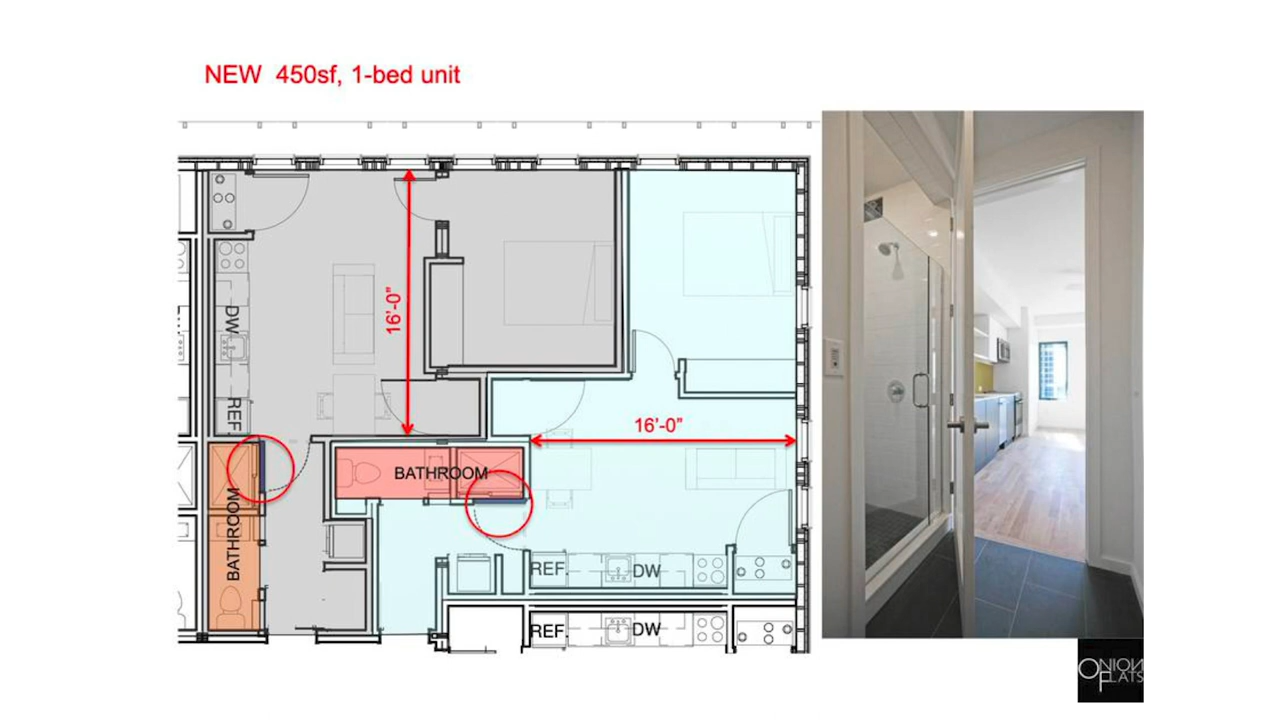 NEW 450sf, 1-bed unit
16'-0"
DW
REF.
16'-0"
BATHROOM
BATHROOM
REF. DW
REF. DW
ONION
FLATS